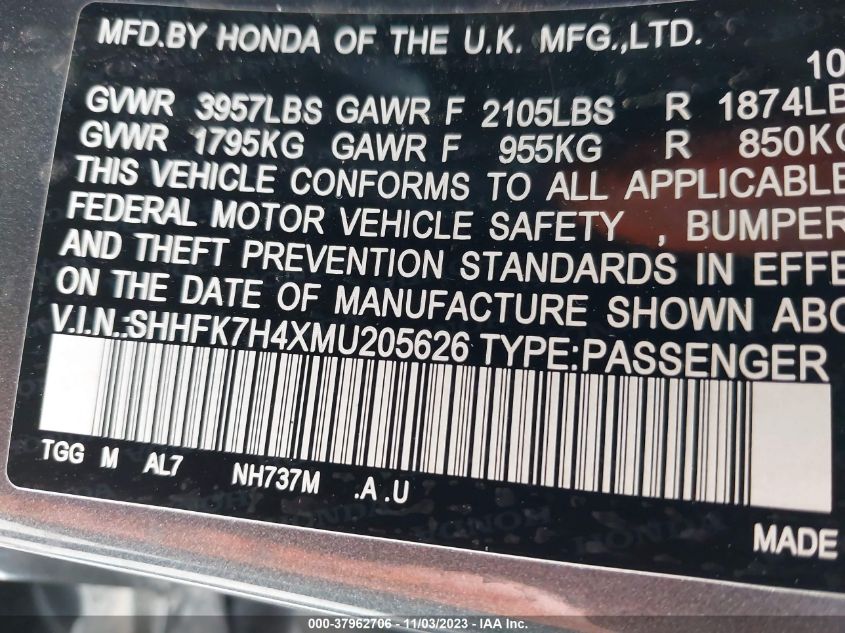 MFD.BY HONDA OF THE U.K. MFG.,LTD.
10
GVWR 3957LBS GAWR F 2105LBS R 1874LB
GVWR 1795KG GAWR F 955KG R 850KG
THIS VEHICLE CONFORMS TO ALL APPLICABLE
FEDERAL MOTOR VEHICLE SAFETY , BUMPER
AND THEFT PREVENTION STANDARDS IN EFFE
ON THE DATE OF MANUFACTURE SHOWN ABO
V.I.N.:SHHFK7H4XMU205626 TYPE:PASSENGER
TGG M AL7 NH737M .A .U
MADE
000-37962706 - 11/03/2023 - IAA Inc.